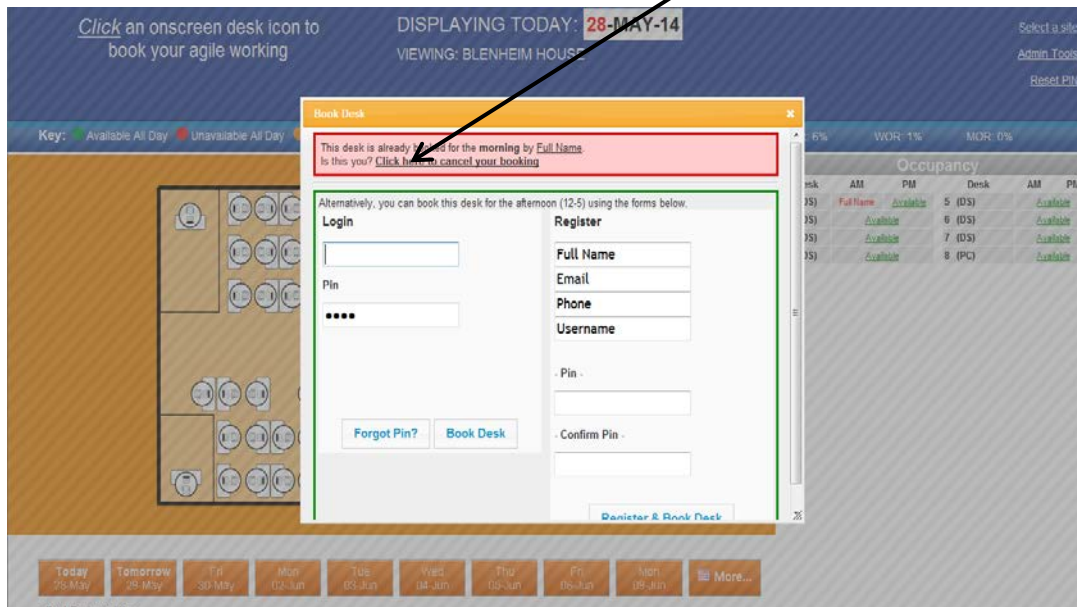 Click an onscreen desk icon to
book your agile working
DISPLAYING TODAY: 28-MAY-14
VIEWING: BLENHEIM HOUSE
Select a site
Admin Tools
Reset PIN
Key: Available All Day Unavailable All Day
6% WOR: 1% MOR: 0%
Book Desk
This desk is already booked for the morning by Full Name.
Is this you? Click here to cancel your booking
Alternatively, you can book this desk for the afternoon (12-5) using the forms below.
Login
Pin
••••
Forgot Pin? Book Desk
Register
Full Name
Email
Phone
Username
- Pin -
- Confirm Pin -
Register & Book Desk
Occupancy
AM PM Desk AM PM
Full Name Available 5 (DS) Available
Available 6 (DS) Available
Available 7 (DS) Available
Available 8 (PC) Available
Today Tomorrow Fri Mon Tue Wed Thu Fri Mon More...
28-May 29-May 30-May 02-Jun 03-Jun 04-Jun 05-Jun 06-Jun 09-Jun